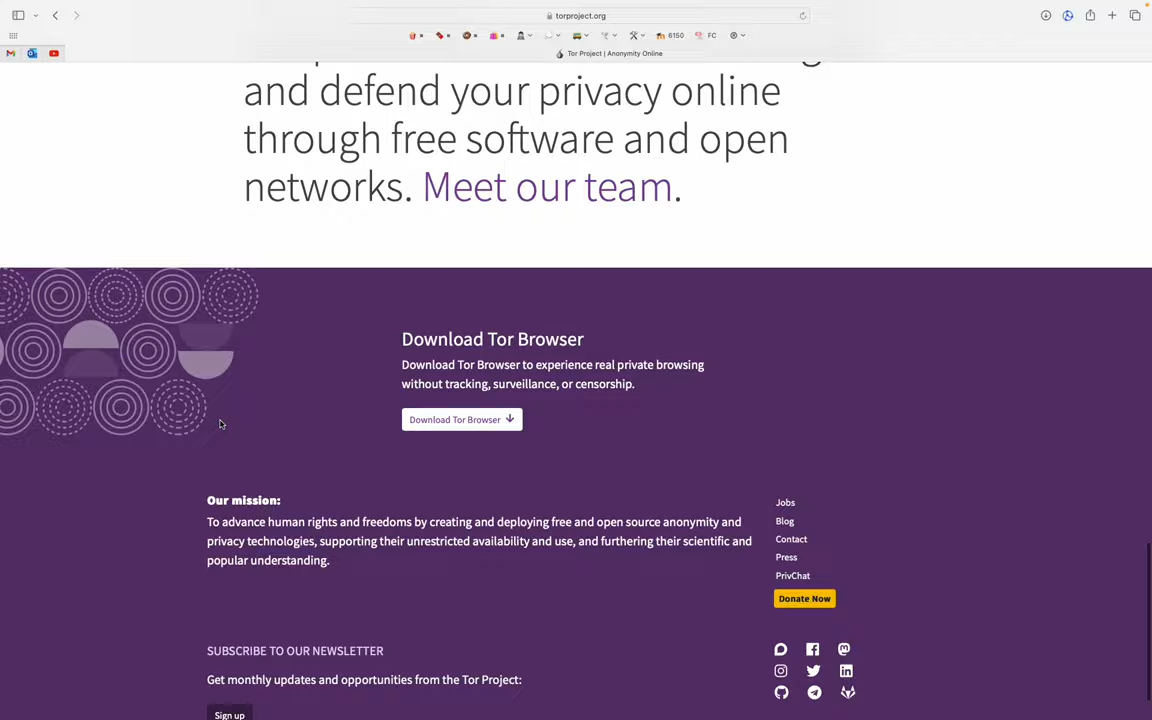 torproject.org
6150
FC
Tor Project | Anonymity Online
and defend your privacy online
through free software and open
networks. Meet our team.
Download Tor Browser
Download Tor Browser to experience real private browsing
without tracking, surveillance, or censorship.
Download Tor Browser
Our mission:
To advance human rights and freedoms by creating and deploying free and open source anonymity and
privacy technologies, supporting their unrestricted availability and use, and furthering their scientific and
popular understanding.
Jobs
Blog
Contact
Press
PrivChat
Donate Now
SUBSCRIBE TO OUR NEWSLETTER
Get monthly updates and opportunities from the Tor Project:
Sign up